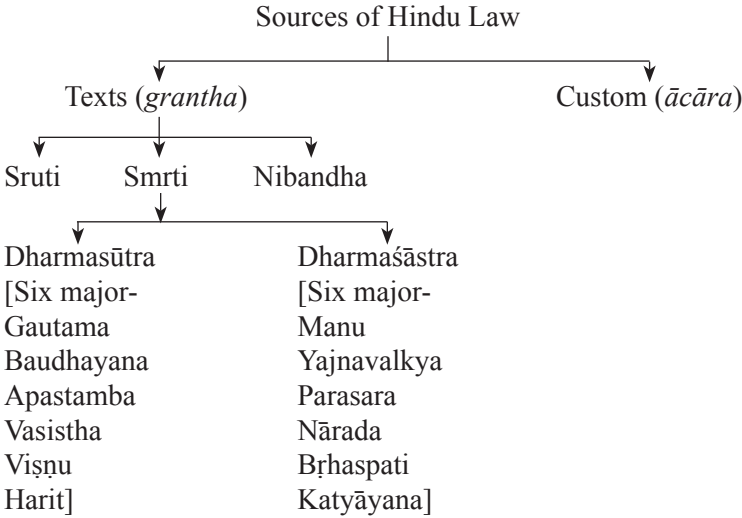 Sources of Hindu Law
Texts (grantha)
Custom (ācāra)
Sruti
Smrti
Nibandha
Dharmasūtra
[Six major-
Gautama
Baudhayana
Apastamba
Vasistha
Viṣṇu
Harit]
Dharmaśāstra
[Six major-
Manu
Yajnavalkya
Parasara
Nārada
Bṛhaspati
Katyāyana]